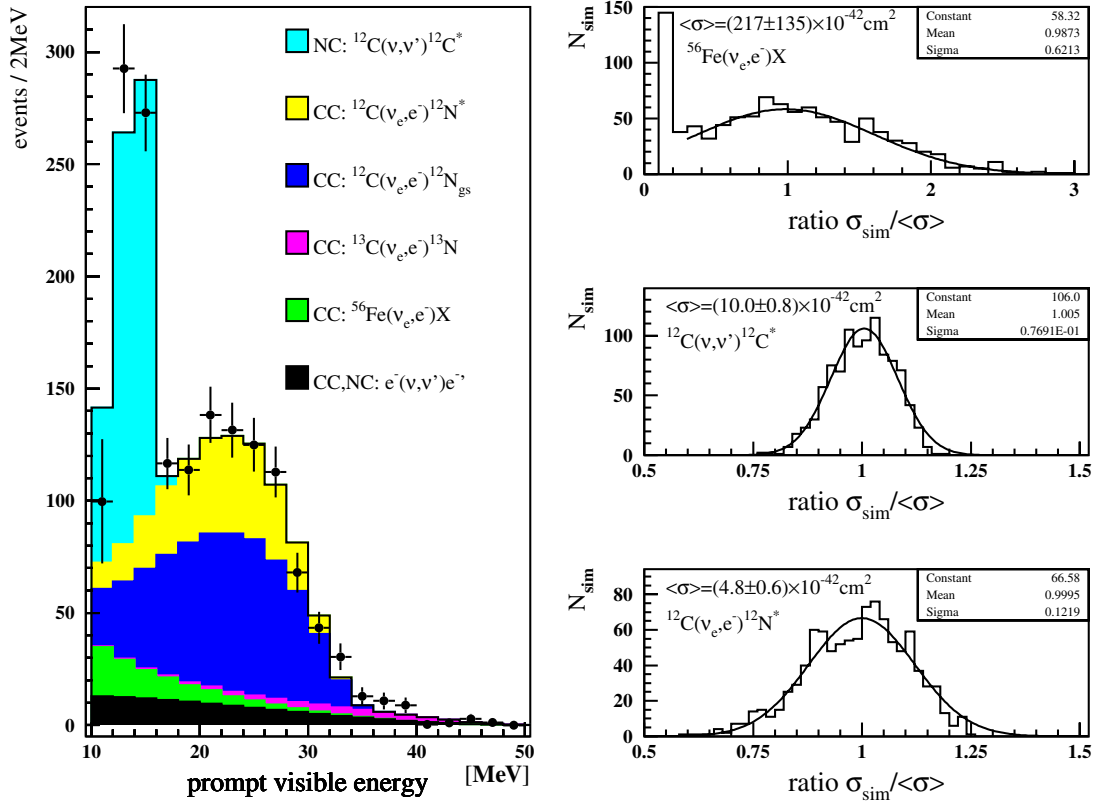 events / 2MeV
300
250
200
150
100
50
0
10 20 30 40 50
prompt visible energy [MeV]
NC: ¹²C(ν,ν')¹²C*
CC: ¹²C(νₑ,e⁻)¹²N*
CC: ¹²C(νₑ,e⁻)¹²N_gs
CC: ¹³C(νₑ,e⁻)¹³N
CC: ⁵⁶Fe(νₑ,e⁻)X
CC,NC: e⁻(ν,ν')e⁻'
N_sim
150
100
50
0
<σ>=(217±135)×10⁻⁴²cm²
⁵⁶Fe(νₑ,e⁻)X
Constant 58.32
Mean 0.9873
Sigma 0.6213
0 1 2 3
ratio σ_sim/<σ>
N_sim
100
50
0
<σ>=(10.0±0.8)×10⁻⁴²cm²
¹²C(ν,ν')¹²C*
Constant 106.0
Mean 1.005
Sigma 0.7691E-01
0.5 0.75 1 1.25 1.5
ratio σ_sim/<σ>
N_sim
80
60
40
20
0
<σ>=(4.8±0.6)×10⁻⁴²cm²
¹²C(νₑ,e⁻)¹²N*
Constant 66.58
Mean 0.9995
Sigma 0.1219
0.5 0.75 1 1.25 1.5
ratio σ_sim/<σ>